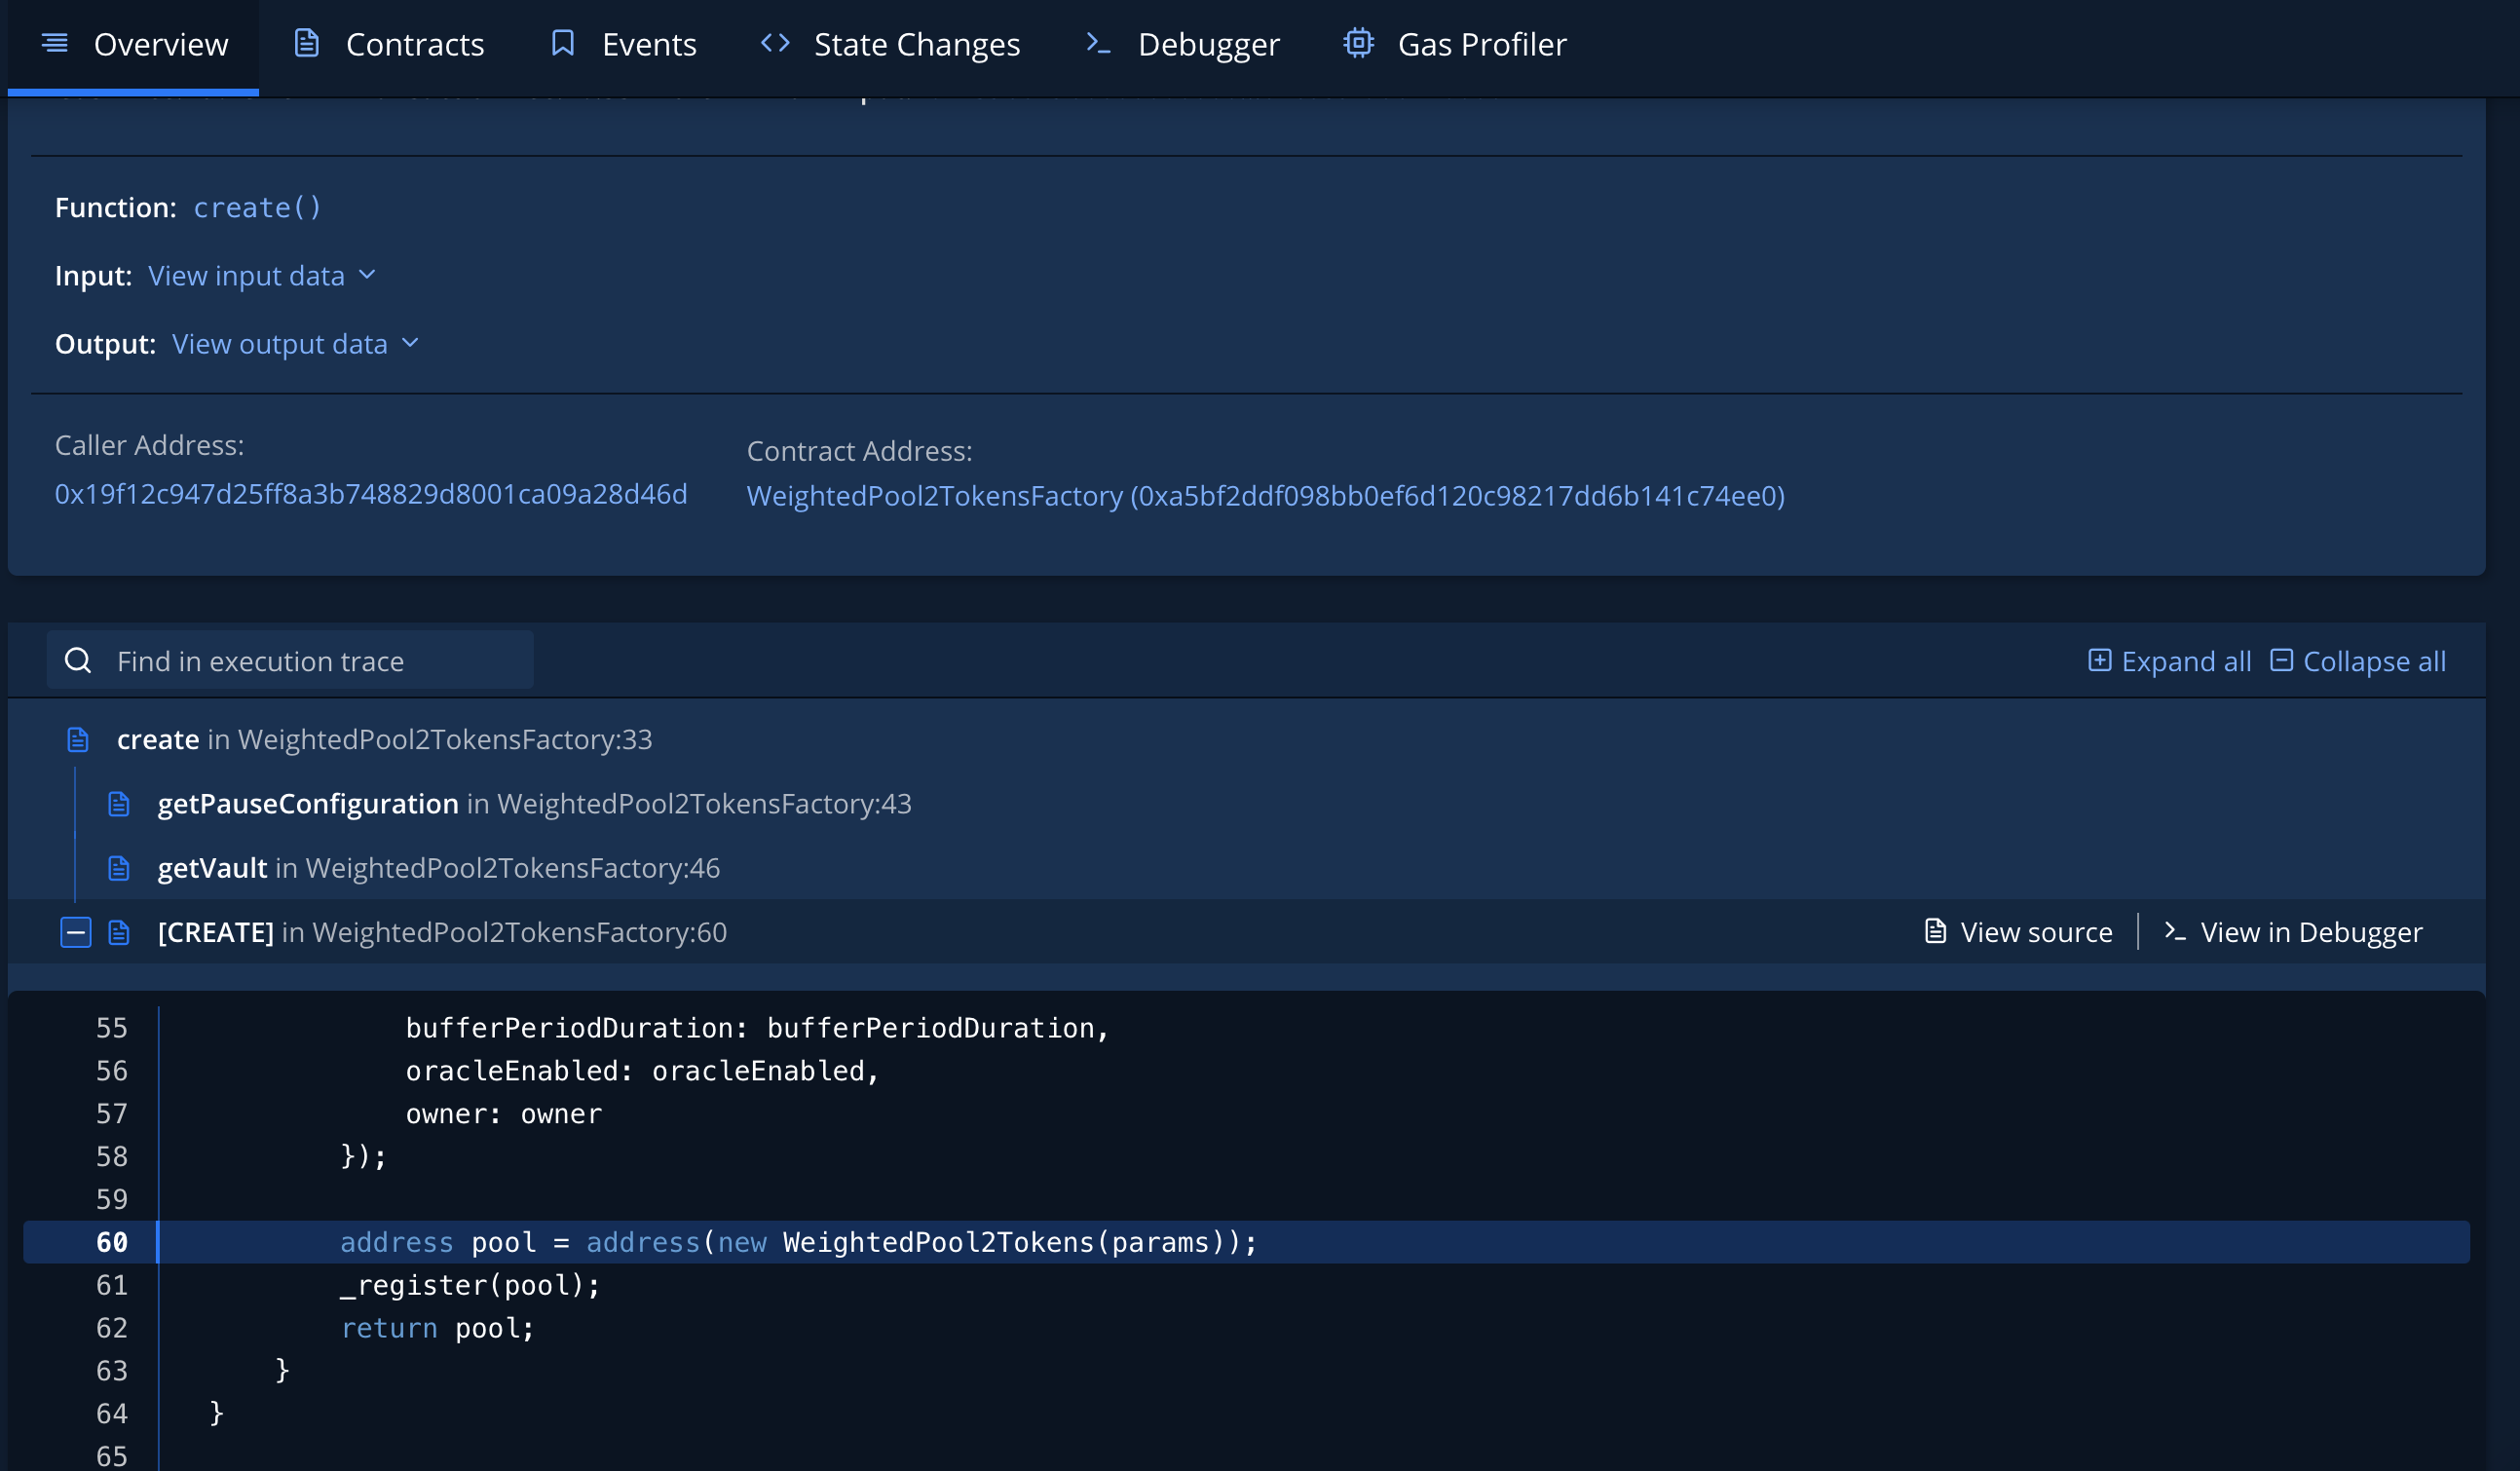 Overview Contracts Events State Changes Debugger Gas Profiler
Function: create()
Input: View input data
Output: View output data
Caller Address:
0x19f12c947d25ff8a3b748829d8001ca09a28d46d
Contract Address:
WeightedPool2TokensFactory (0xa5bf2ddf098bb0ef6d120c98217dd6b141c74ee0)
Find in execution trace Expand all Collapse all
create in WeightedPool2TokensFactory:33
getPauseConfiguration in WeightedPool2TokensFactory:43
getVault in WeightedPool2TokensFactory:46
[CREATE] in WeightedPool2TokensFactory:60 View source View in Debugger
55 bufferPeriodDuration: bufferPeriodDuration,
56 oracleEnabled: oracleEnabled,
57 owner: owner
58 });
59
60 address pool = address(new WeightedPool2Tokens(params));
61 _register(pool);
62 return pool;
63 }
64 }
65